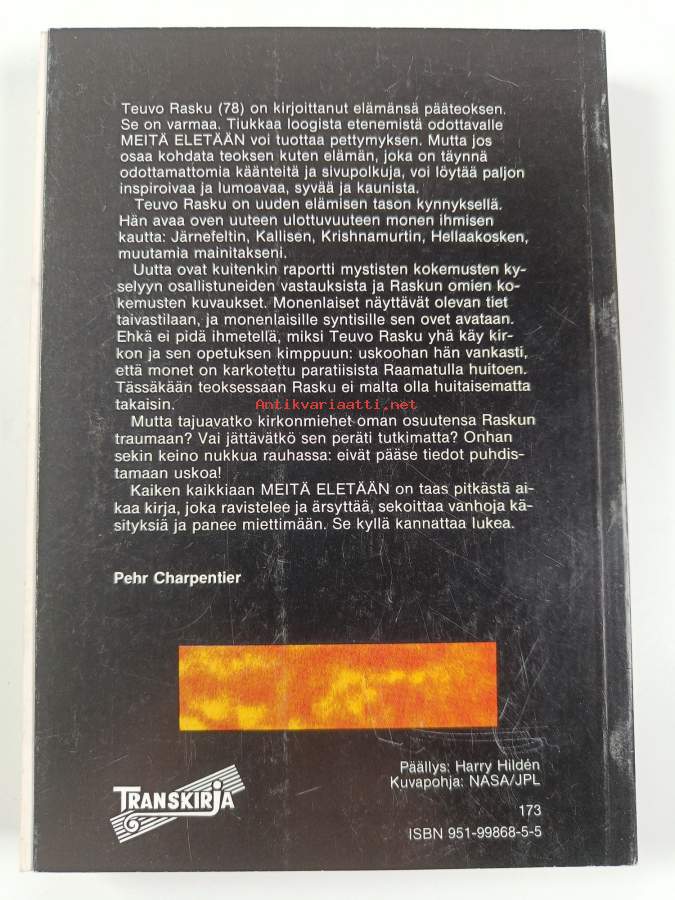 Teuvo Rasku (78) on kirjoittanut elämänsä pääteoksen.
Se on varmaa. Tiukkaa loogista etenemistä odottavalle
MEITÄ ELETÄÄN voi tuottaa pettymyksen. Mutta jos
osaa kohdata teoksen kuten elämän, joka on täynnä
odottamattomia käänteitä ja sivupolkuja, voi löytää paljon
inspiroivaa ja lumoavaa, syvää ja kaunista.
Teuvo Rasku on uuden elämisen tason kynnyksellä.
Hän avaa oven uuteen ulottuvuuteen monen ihmisen
kautta: Järnefeltin, Kallisen, Krishnamurtin, Hellaakosken,
muutamia mainitakseni.
Uutta ovat kuitenkin raportti mystisten kokemusten ky-
selyyn osallistuneiden vastauksista ja Raskun omien ko-
kemusten kuvaukset. Monenlaiset näyttävät olevan tiet
taivastilaan, ja monenlaisille syntisille sen ovet avataan.
Ehkä ei pidä ihmetellä, miksi Teuvo Rasku yhä käy kir-
kon ja sen opetuksen kimppuun: uskoohan hän vankasti,
että monet on karkotettu paratiisista Raamatulla huitoen.
Tässäkään teoksessaan Rasku ei malta olla huitaisematta
takaisin.
Antikvariaatti.net
Mutta tajuavatko kirkonmiehet oman osuutensa Raskun
traumaan? Vai jättävätkö sen peräti tutkimatta? Onhan
sekin keino nukkua rauhassa: eivät pääse tiedot puhdis-
tamaan uskoa!
Kaiken kaikkiaan MEITÄ ELETÄÄN on taas pitkästä ai-
kaa kirja, joka ravistelee ja ärsyttää, sekoittaa vanhoja kä-
sityksiä ja panee miettimään. Se kyllä kannattaa lukea.
Pehr Charpentier
Päällys: Harry Hildén
Kuvapohja: NASA/JPL
TRANSKIRJA
173
ISBN 951-99868-5-5